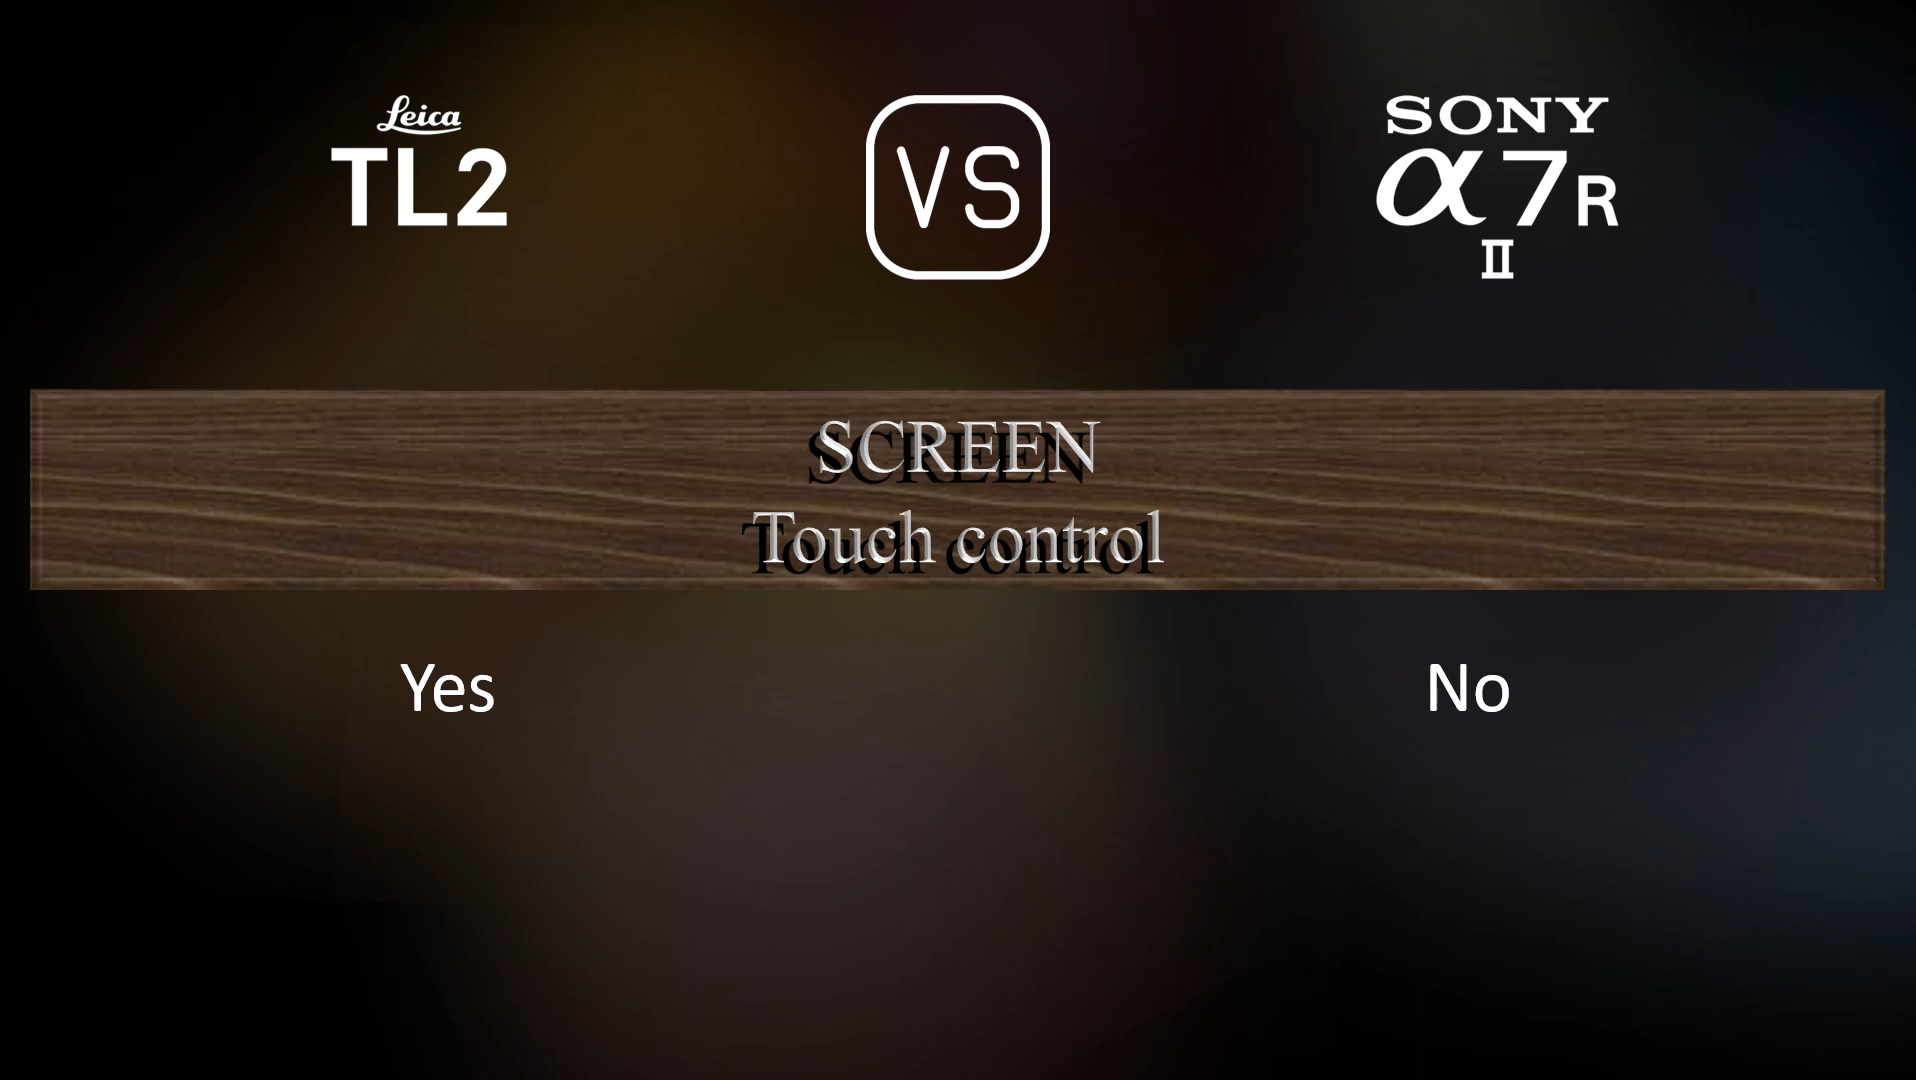 Leica
TL2
VS
SONY
α7R
II
SCREEN
Touch control
Yes
No